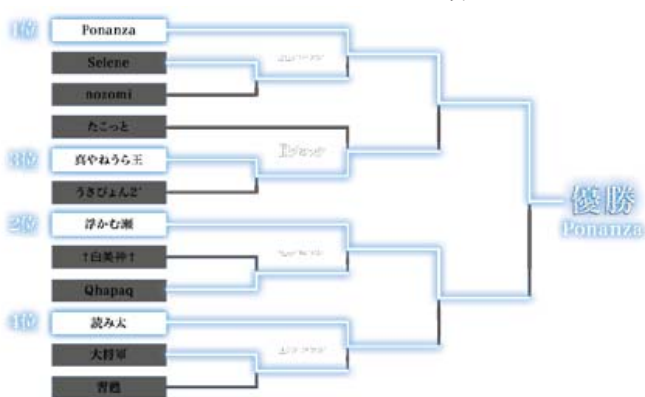 1位
Ponanza
Selene
nozomi
たこっと
3位
真やねうら王
うさぴょん2'
2位
浮かむ瀬
†白美神†
Qhapaq
4位
読み太
大将軍
習甦
優勝
Ponanza